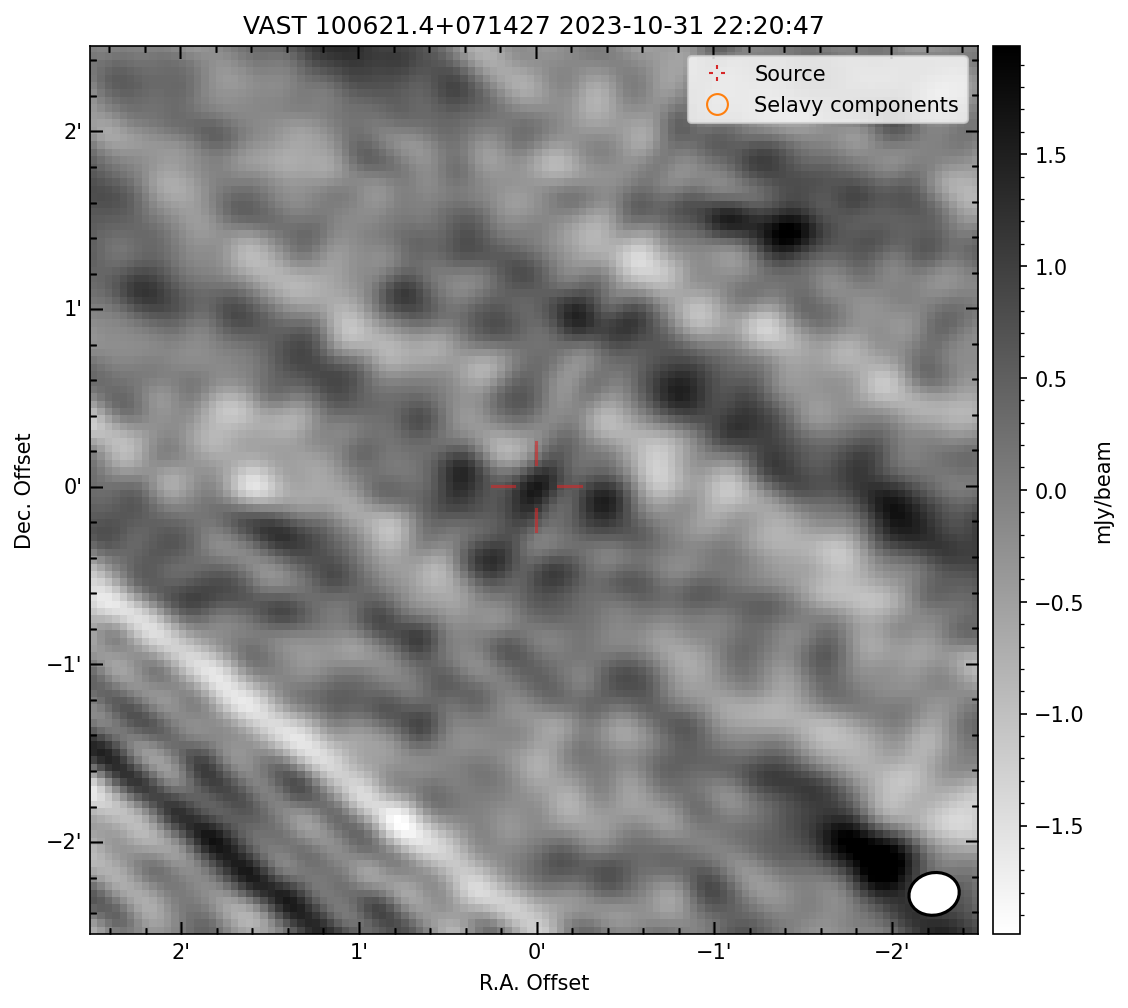 VAST 100621.4+071427 2023-10-31 22:20:47
Source
Selavy components
2'
1'
0'
−1'
−2'
Dec. Offset
2'
1'
0'
−1'
−2'
R.A. Offset
1.5
1.0
0.5
0.0
−0.5
−1.0
−1.5
mJy/beam